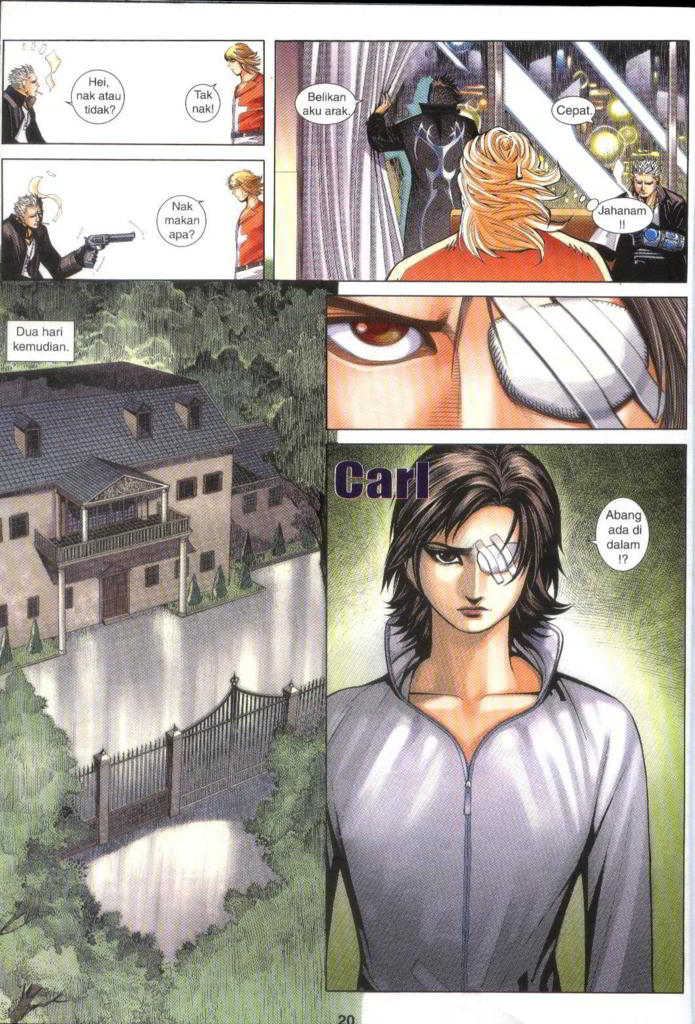 Hei,
nak atau
tidak?
Tak
nak!
Nak
makan
apa?
Belikan
aku arak.
Cepat.
Jahanam
!!
Dua hari
kemudian.
Carl
Abang
ada di
dalam
!?
20